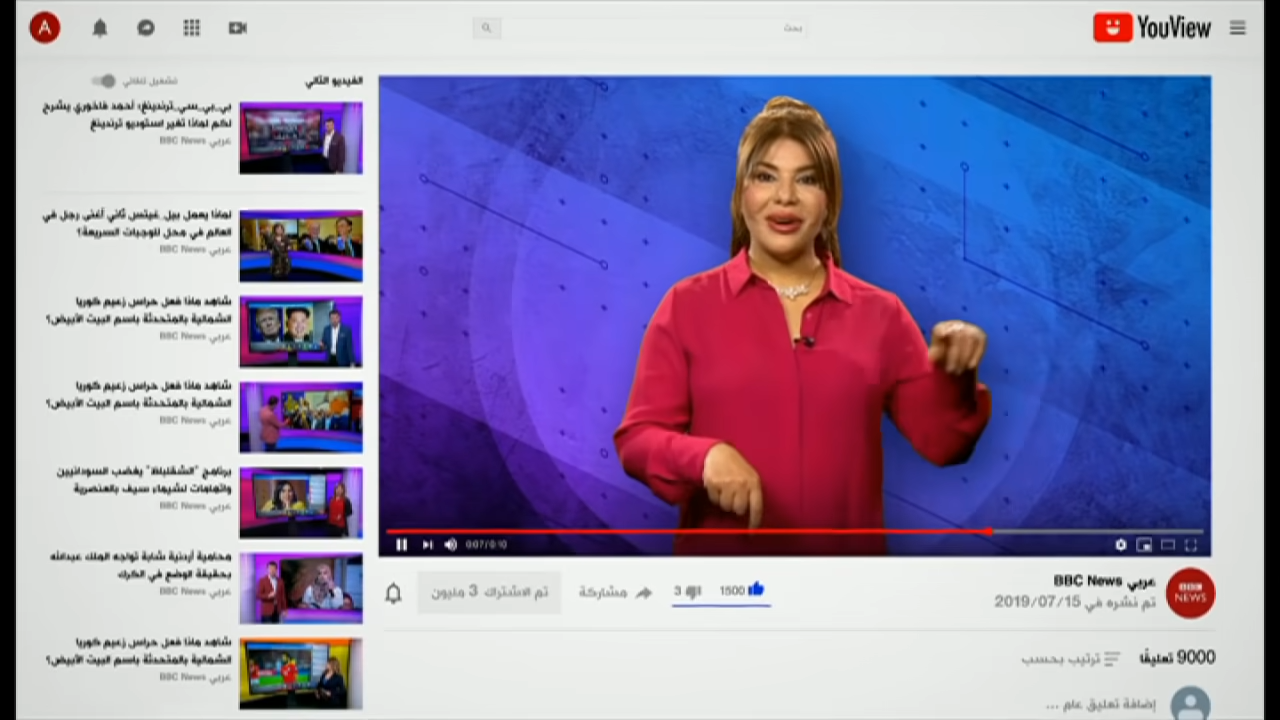 A
بحث
YouView
تشغيل تلقائي
الفيديو التالي
بي_بي_سي_ترندينغ: أحمد فاخوري يشرح
لكم لماذا تغير استوديو ترندينغ
عربي BBC News
لماذا يعمل بيل غيتس ثاني أغنى رجل في
العالم في محل للوجبات السريعة؟
عربي BBC News
شاهد ماذا فعل حراس زعيم كوريا
الشمالية بالمتحدثة باسم البيت الأبيض؟
عربي BBC News
شاهد ماذا فعل حراس زعيم كوريا
الشمالية بالمتحدثة باسم البيت الأبيض؟
عربي BBC News
برنامج "الشقلباظ" يغضب السودانيين
واتهامات لشيماء سيف بالعنصرية
عربي BBC News
محامية أردنية شابة تواجه الملك عبدالله
بحقيقة الوضع في الكرك
عربي BBC News
شاهد ماذا فعل حراس زعيم كوريا
الشمالية بالمتحدثة باسم البيت الأبيض؟
عربي BBC News
0:07/0:10
BBC
NEWS
عربي BBC News
تم نشره في 2019/07/15
1500
3
مشاركة
تم الاشتراك 3 مليون
9000 تعليقًا
ترتيب بحسب
إضافة تعليق عام ...